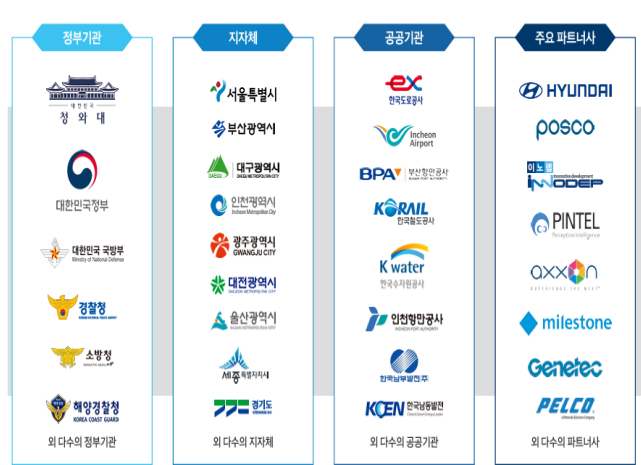 정부기관
대한민국
청와대
대한민국정부
대한민국 국방부
Ministry of National Defense
경찰청
소방청
해양경찰청
KOREA COAST GUARD
외 다수의 정부기관
지자체
서울특별시
부산광역시
DAEGU
대구광역시
DAEGU METROPOLITAN CITY
인천광역시
Incheon Metropolitan City
광주광역시
GWANGJU CITY
대전광역시
DAEJEON METROPOLITAN CITY
울산광역시
세종특별자치시
경기도
외 다수의 지자체
공공기관
ex
한국도로공사
Incheon
Airport
BPA 부산항만공사
BUSAN PORT AUTHORITY
KORAIL
한국철도공사
K water
한국수자원공사
인천항만공사
INCHEON PORT AUTHORITY
한국남부발전㈜
KOEN 한국남동발전
외 다수의 공공기관
주요 파트너사
HYUNDAI
posco
이노뎁
Innovative development
INNODEP
PINTEL
Perception Intelligence
axxon
EXPERIENCE THE NEXT
milestone
Genetec
PELCO
외 다수의 파트너사